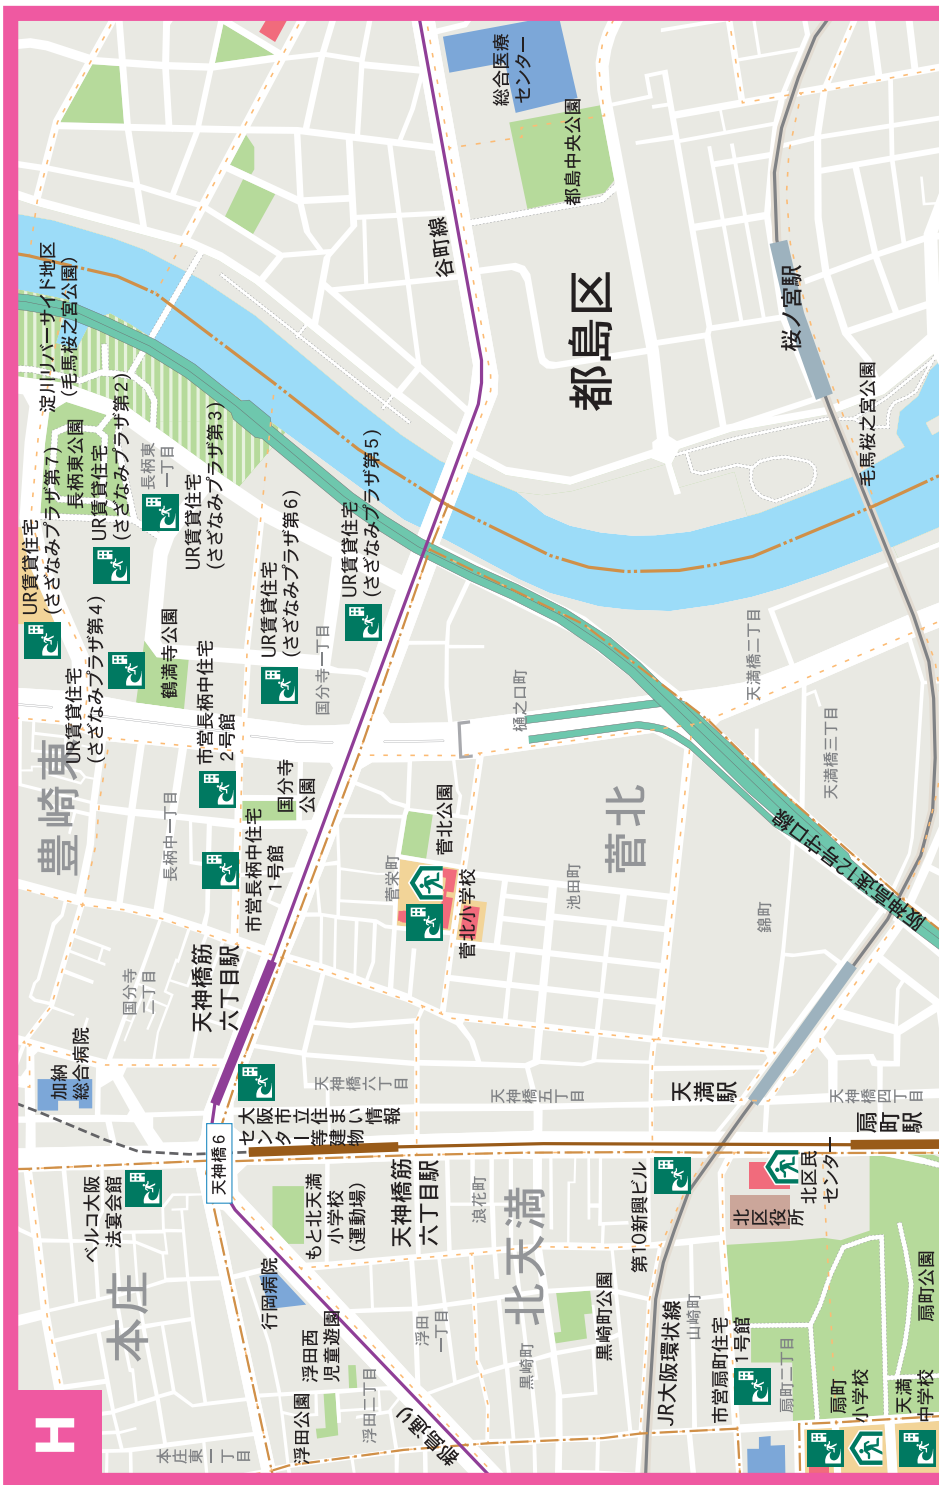 H
総合医療
センター
都島中央公園
谷町線
都島区
桜ノ宮駅
毛馬桜之宮公園
淀川リバーサイド地区
(毛馬桜之宮公園)
長柄東公園
UR賃貸住宅
(さざなみプラザ第7)
UR賃貸住宅
(さざなみプラザ第2)
長柄東
一丁目
UR賃貸住宅
(さざなみプラザ第3)
UR賃貸住宅
(さざなみプラザ第6)
UR賃貸住宅
(さざなみプラザ第5)
UR賃貸住宅
(さざなみプラザ第4)
鶴満寺公園
市営長柄中住宅
2号館
国分寺一丁目
豊崎東
長柄中一丁目
国分寺
公園
市営長柄中住宅
1号館
樋之口町
天満橋二丁目
天満橋三丁目
菅北公園
菅栄町
菅北小学校
菅北
池田町
錦町
阪神高速12号守口線
天神橋筋
六丁目駅
国分寺
二丁目
加納
総合病院
天神橋六丁目
天神橋五丁目
天満駅
天神橋四丁目
扇町駅
大阪市立住まい情報
センター等建物
天神橋6
ベルコ大阪
法宴会館
もと北天満
小学校
(運動場)
天神橋筋
六丁目駅
浪花町
北天満
第10新興ビル
北区民
センター
北区役所
本庄
行岡病院
浮田西
児童遊園
浮田
一丁目
浮田公園
浮田二丁目
都島通り
本庄東一丁目
黒崎町
黒崎町公園
JR大阪環状線
山崎町
市営扇町住宅
1号館
扇町二丁目
扇町公園
扇町
小学校
天満
中学校